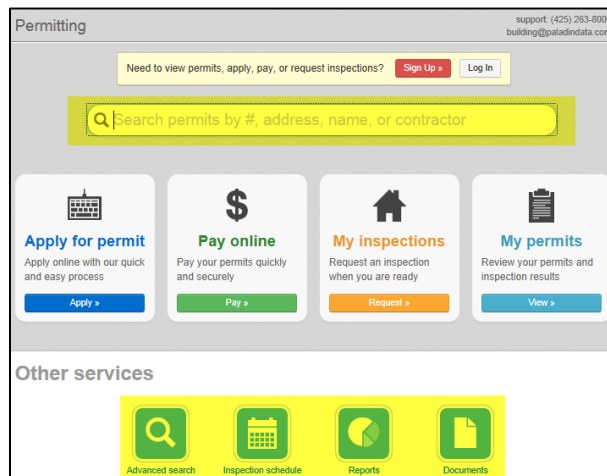 Permitting
support: (425) 263-800
building@paladindata.com
Need to view permits, apply, pay, or request inspections? Sign Up » Log In
Search permits by #, address, name, or contractor
Apply for permit
Apply online with our quick
and easy process
Apply »
Pay online
Pay your permits quickly
and securely
Pay »
My inspections
Request an inspection
when you are ready
Request »
My permits
Review your permits and
inspection results
View »
Other services
Advanced search
Inspection schedule
Reports
Documents